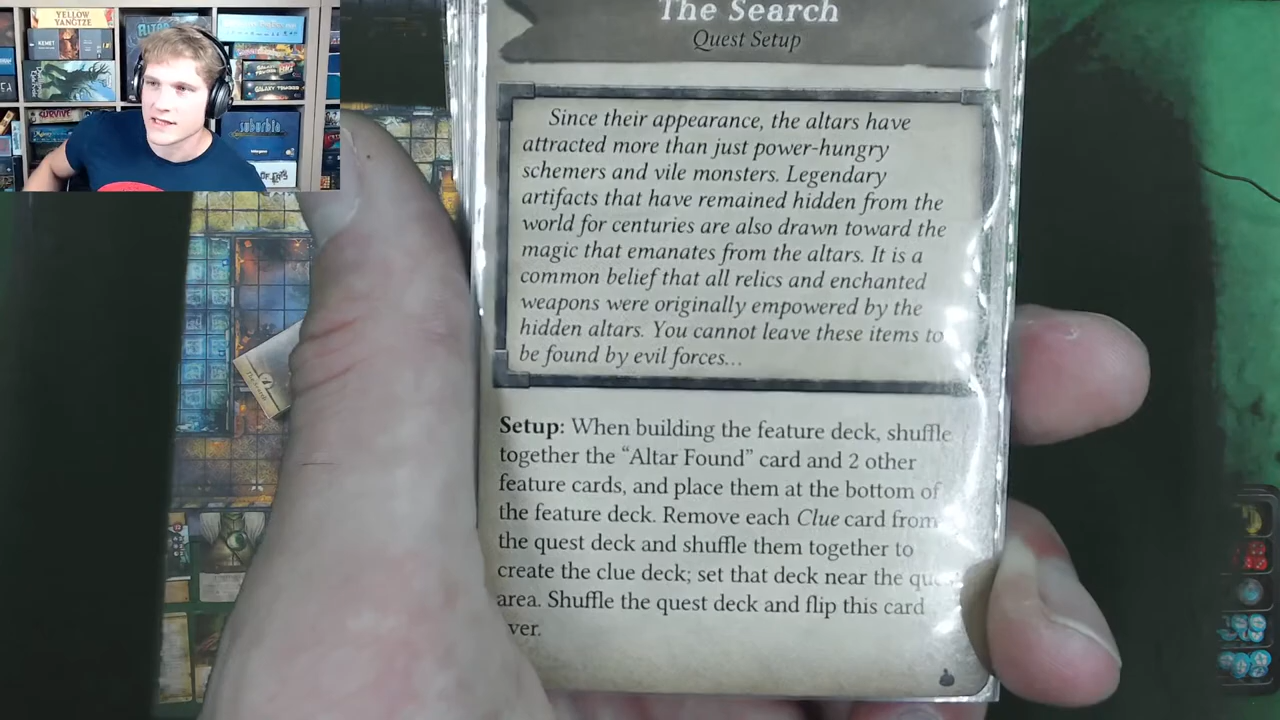 YELLOW
YANGTZE
KEMET
ALTAR
SURVIVE
suburbia
The Search
Quest Setup
Since their appearance, the altars have
attracted more than just power-hungry
schemers and vile monsters. Legendary
artifacts that have remained hidden from the
world for centuries are also drawn toward the
magic that emanates from the altars. It is a
common belief that all relics and enchanted
weapons were originally empowered by the
hidden altars. You cannot leave these items to
be found by evil forces...
Setup: When building the feature deck, shuffle
together the “Altar Found” card and 2 other
feature cards, and place them at the bottom of
the feature deck. Remove each Clue card from
the quest deck and shuffle them together to
create the clue deck; set that deck near the
area. Shuffle the quest deck and flip this card
ver.